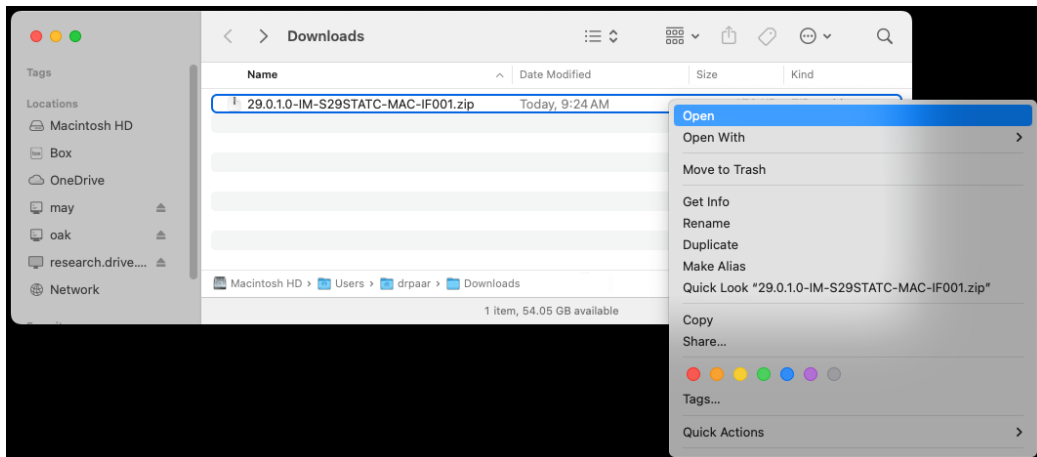 Downloads
Tags
Locations
Macintosh HD
Box
OneDrive
may
oak
research.drive....
Network
Name
Date Modified
Size
Kind
29.0.1.0-IM-S29STATC-MAC-IF001.zip
Today, 9:24 AM
Macintosh HD › Users › drpaar › Downloads
1 item, 54.05 GB available
Open
Open With
Move to Trash
Get Info
Rename
Duplicate
Make Alias
Quick Look “29.0.1.0-IM-S29STATC-MAC-IF001.zip”
Copy
Share...
Tags...
Quick Actions